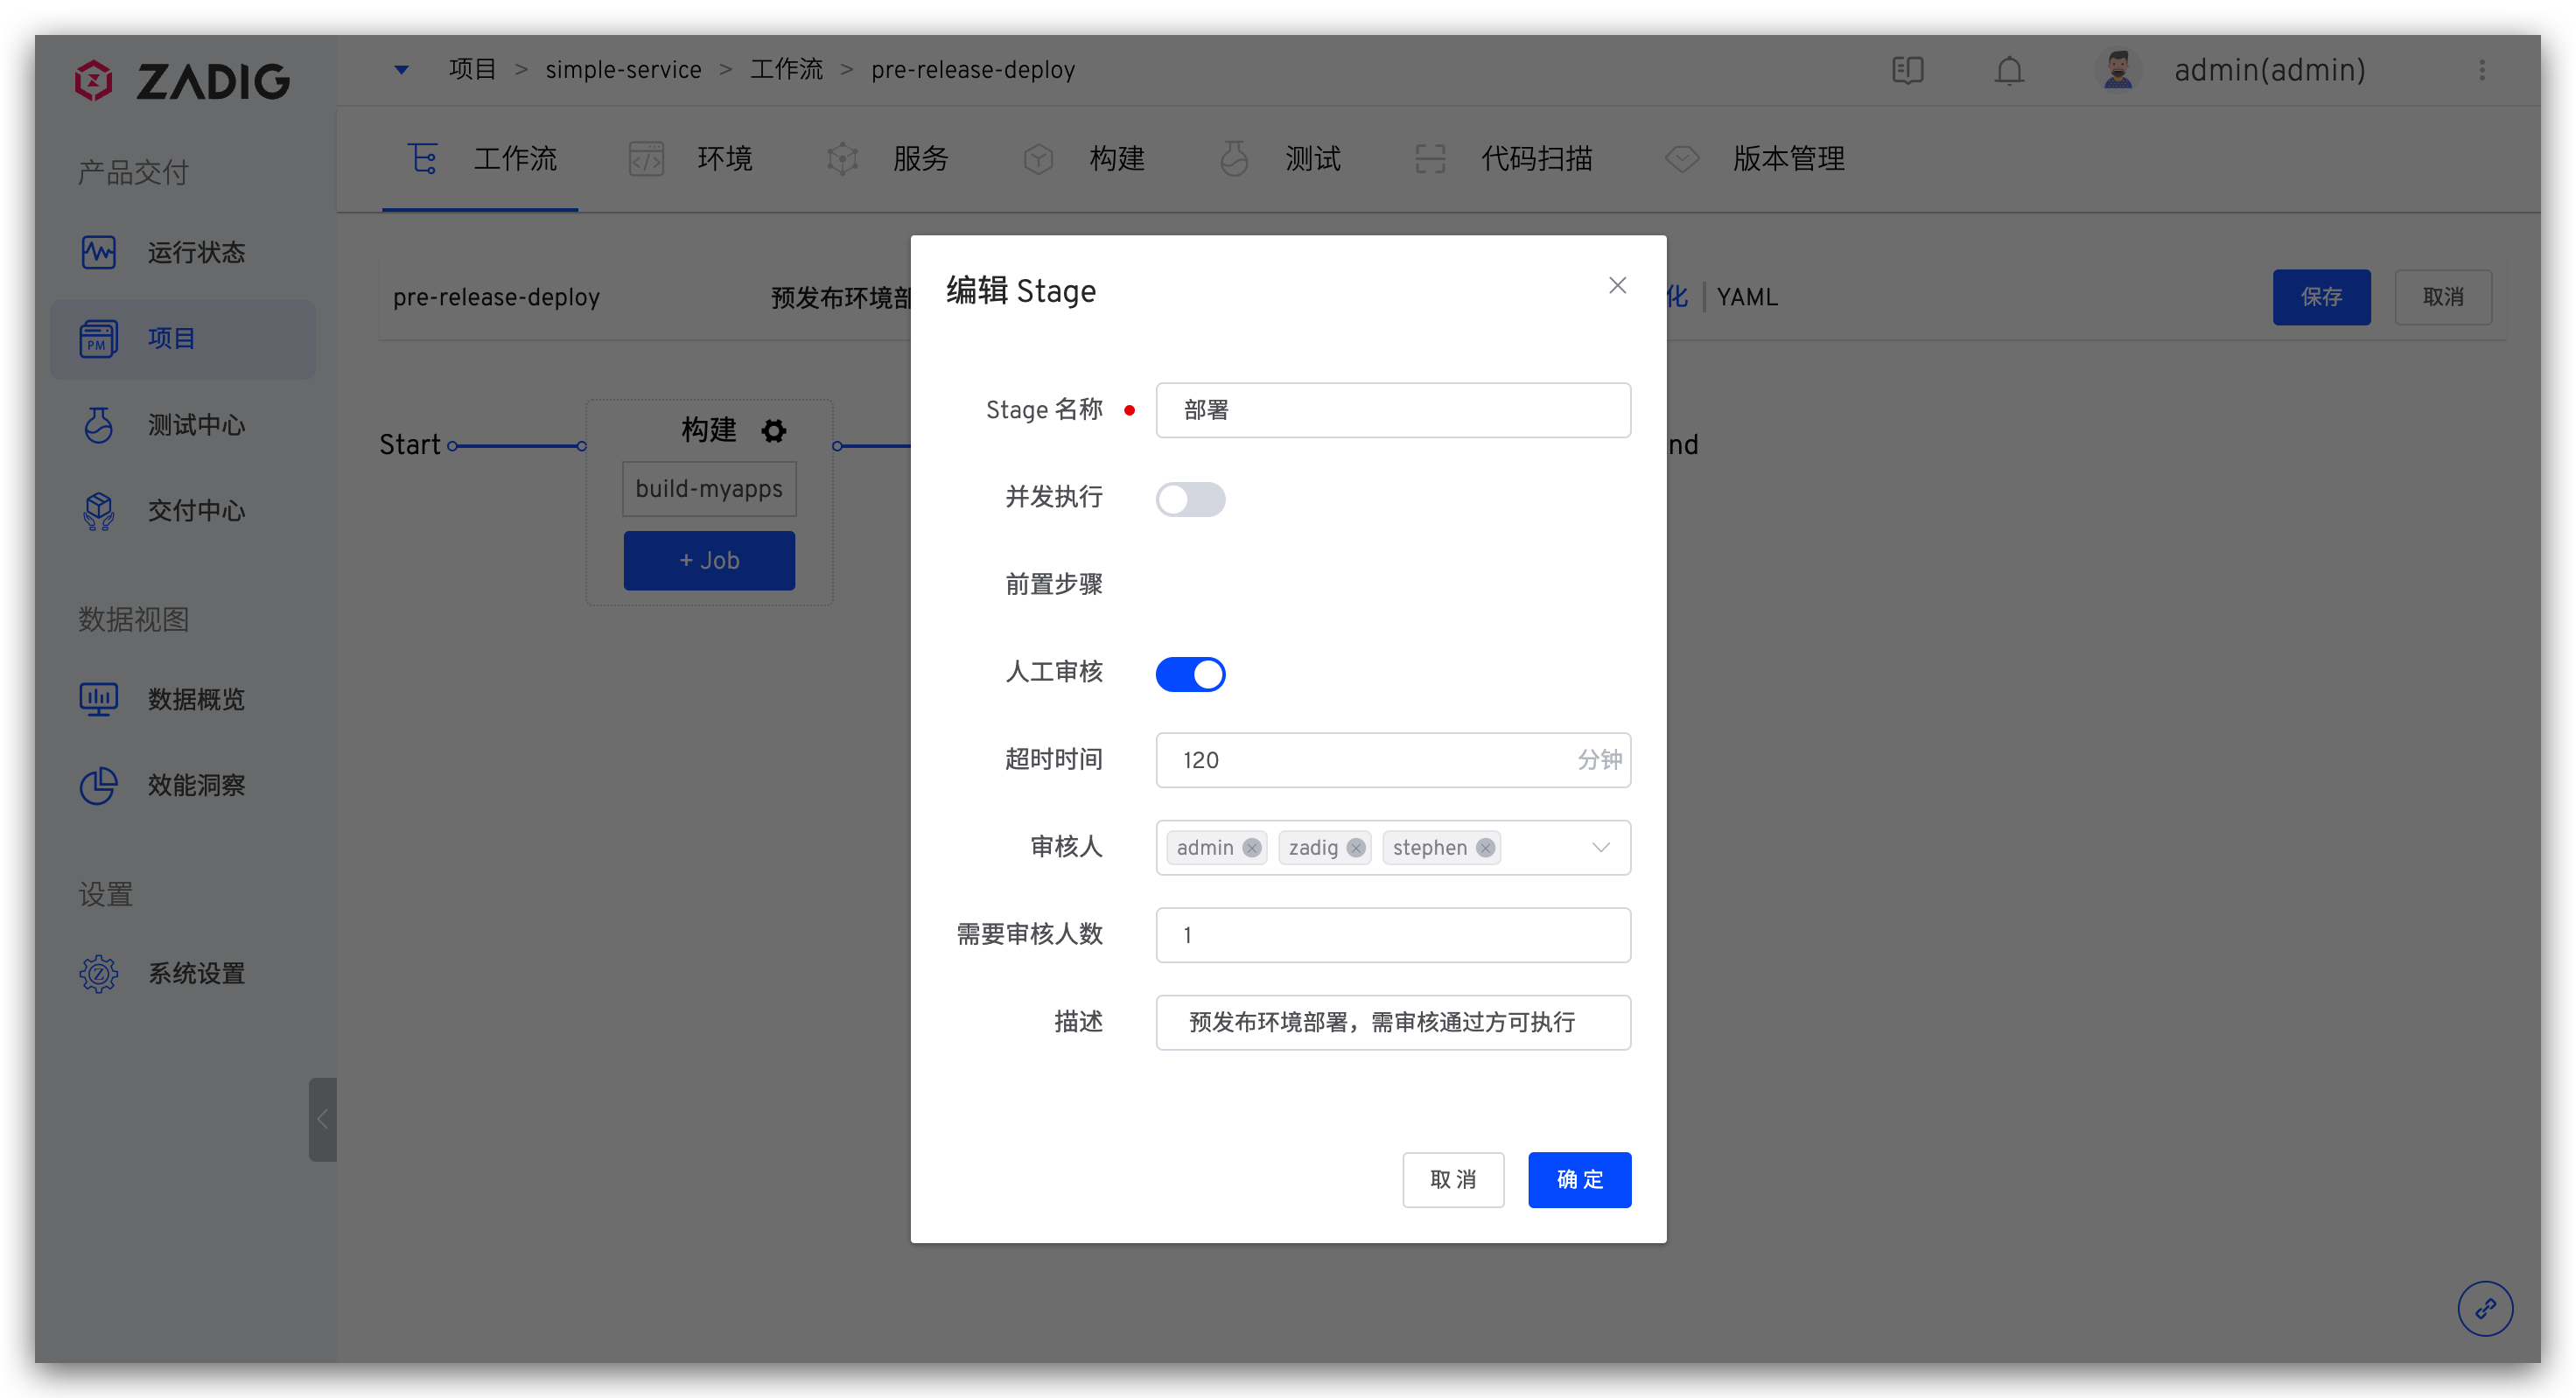 ZADIG
项目 > simple-service > 工作流 > pre-release-deploy
admin(admin)
工作流 环境 服务 构建 测试 代码扫描 版本管理
产品交付
运行状态
PM
项目
测试中心
交付中心
数据视图
数据概览
效能洞察
设置
系统设置
pre-release-deploy 预发布环境部
化 | YAML
保存 取消
Start
构建
build-myapps
+ Job
nd
编辑 Stage
Stage 名称 部署
并发执行
前置步骤
人工审核
超时时间 120 分钟
审核人 admin zadig stephen
需要审核人数 1
描述 预发布环境部署，需审核通过方可执行
取 消 确 定